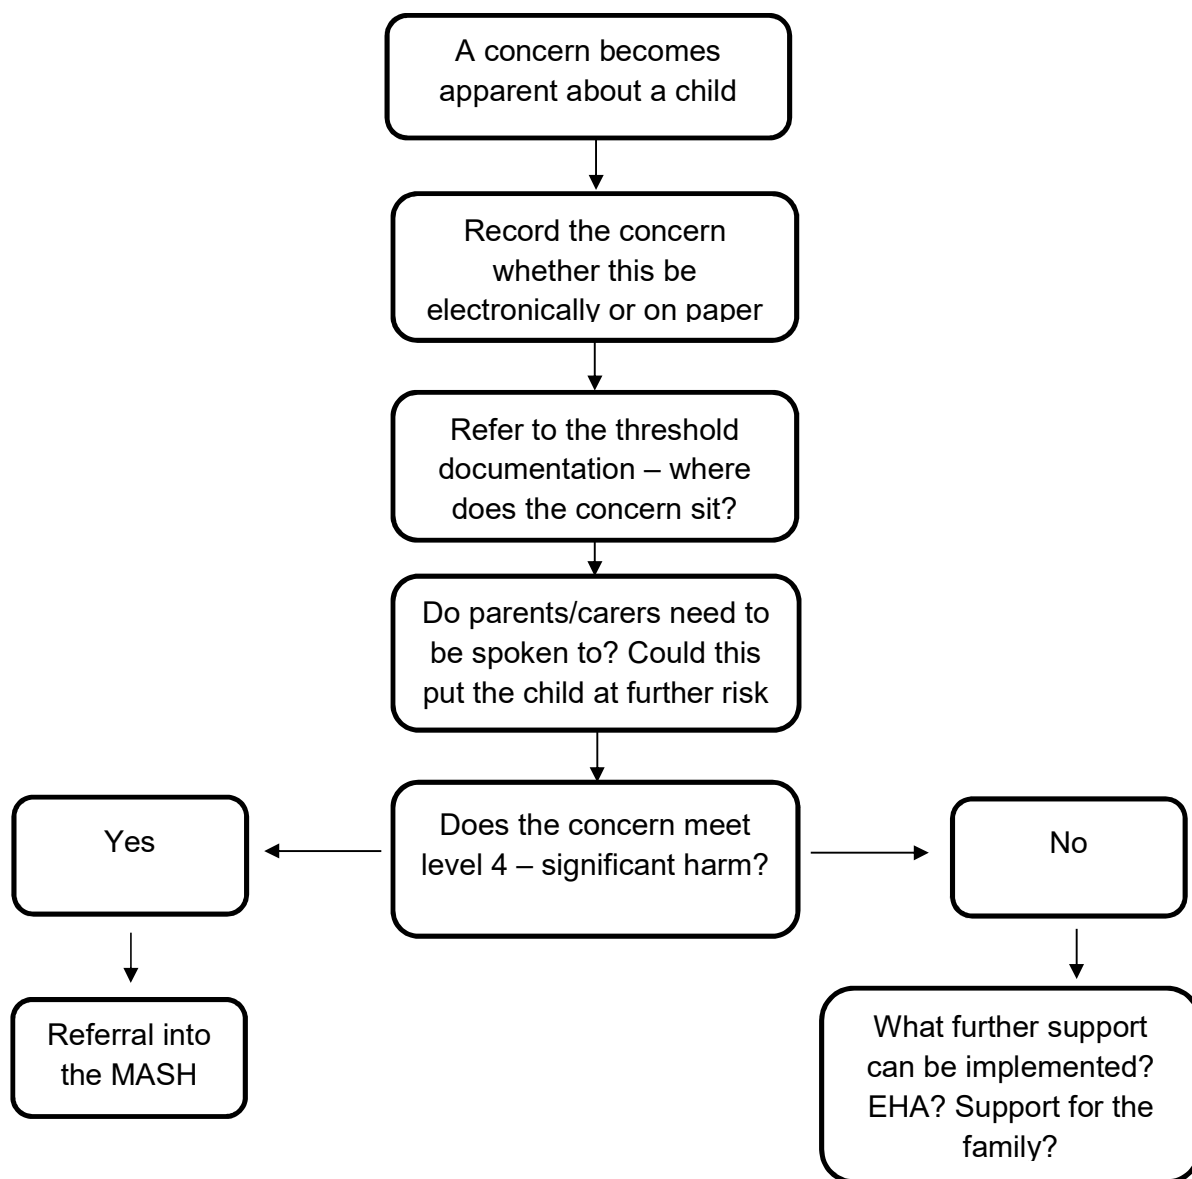 A concern becomes
apparent about a child
Record the concern
whether this be
electronically or on paper
Refer to the threshold
documentation – where
does the concern sit?
Do parents/carers need to
be spoken to? Could this
put the child at further risk
Does the concern meet
level 4 – significant harm?
Yes
No
Referral into
the MASH
What further support
can be implemented?
EHA? Support for the
family?